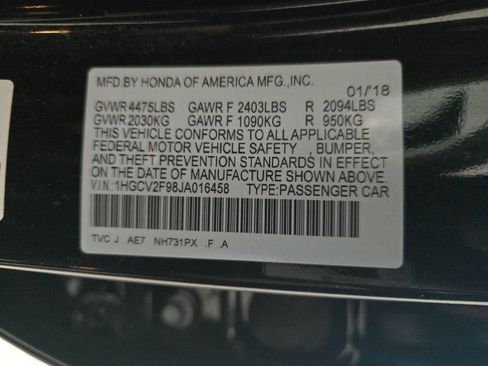 MFD.BY HONDA OF AMERICA MFG.,INC.
01/'18
GVWR 4475LBS GAWR F 2403LBS R 2094LBS
GVWR 2030KG GAWR F 1090KG R 950KG
THIS VEHICLE CONFORMS TO ALL APPLICABLE
FEDERAL MOTOR VEHICLE SAFETY , BUMPER,
AND THEFT PREVENTION STANDARDS IN EFFECT
ON THE DATE OF MANUFACTURE SHOWN ABOVE.
V.I.N.:1HGCV2F98JA016458 TYPE:PASSENGER CAR
TVC J AE7 NH731PX .F .A